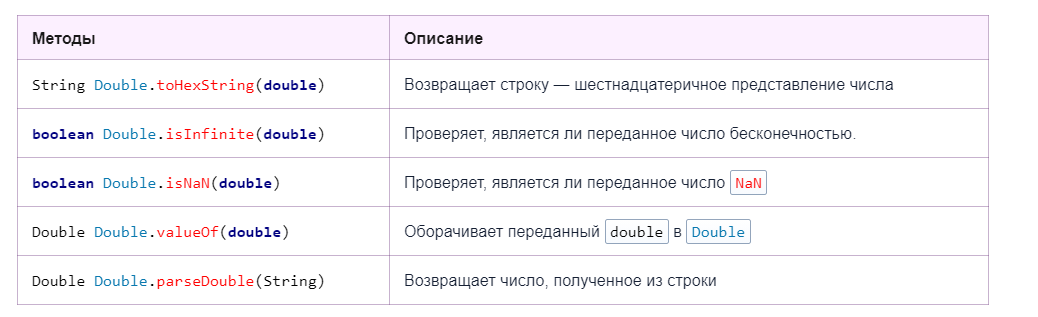 Методы Описание
String Double.toHexString(double) Возвращает строку — шестнадцатеричное представление числа
boolean Double.isInfinite(double) Проверяет, является ли переданное число бесконечностью.
boolean Double.isNaN(double) Проверяет, является ли переданное число NaN
Double Double.valueOf(double) Оборачивает переданный double в Double
Double Double.parseDouble(String) Возвращает число, полученное из строки